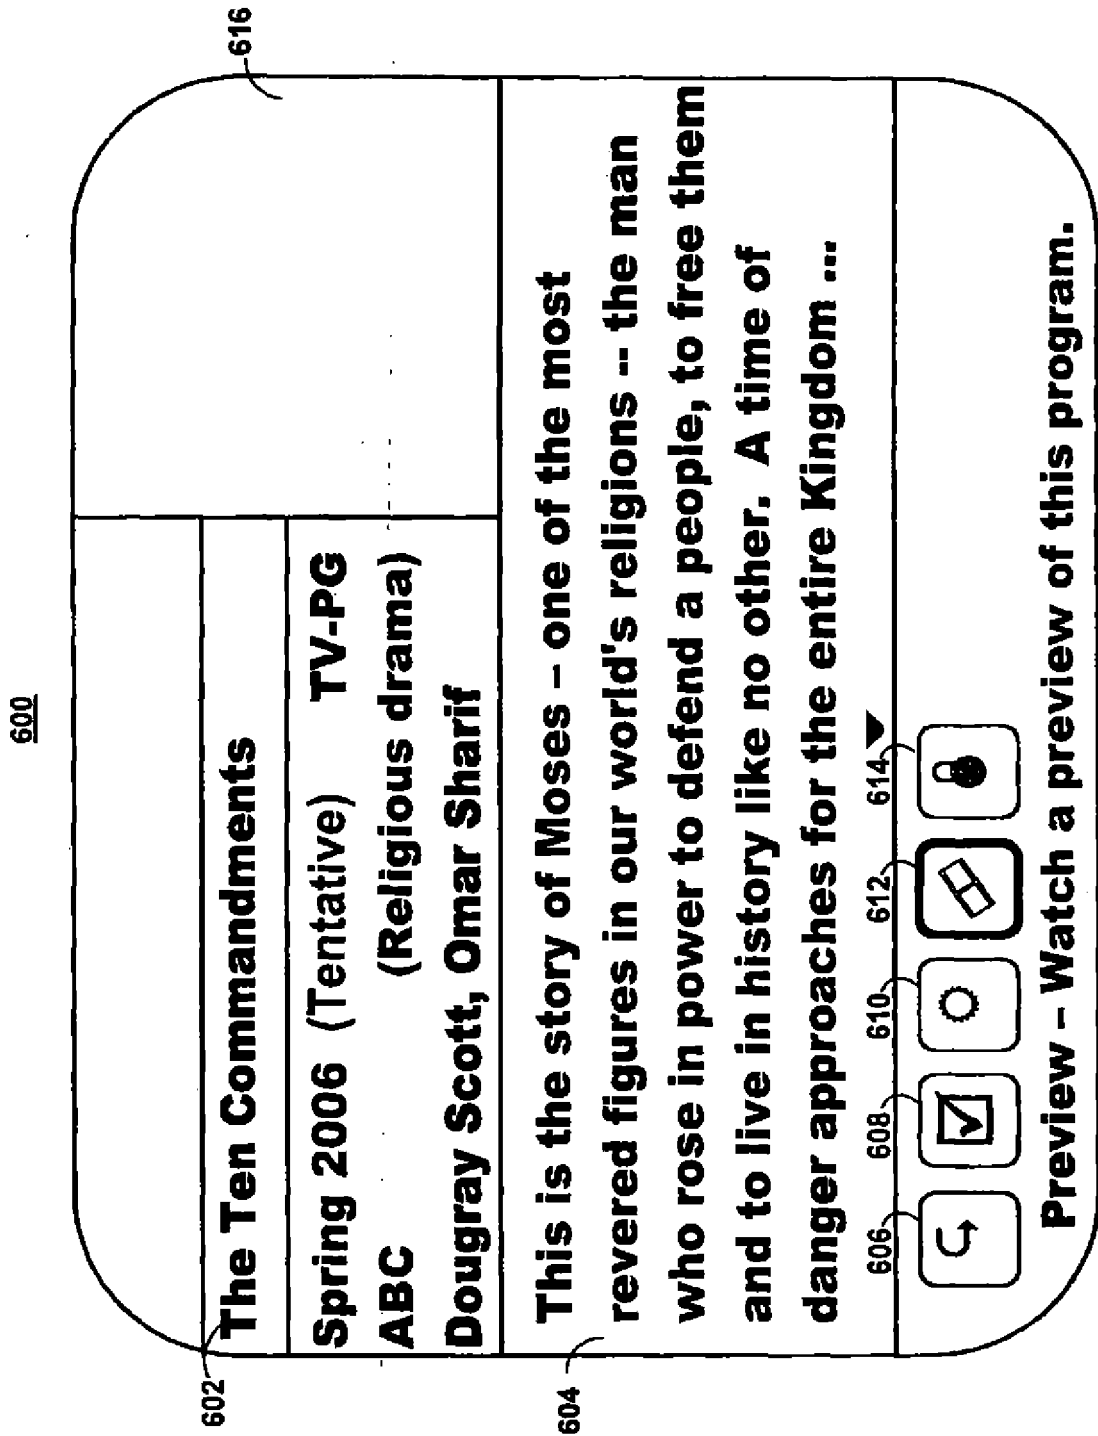 600
616
602
The Ten Commandments
Spring 2006 (Tentative) TV-PG
ABC (Religious drama)
Dougray Scott, Omar Sharif
604
This is the story of Moses – one of the most
revered figures in our world's religions -- the man
who rose in power to defend a people, to free them
and to live in history like no other. A time of
danger approaches for the entire Kingdom ...
606 608 610 612 614
Preview – Watch a preview of this program.